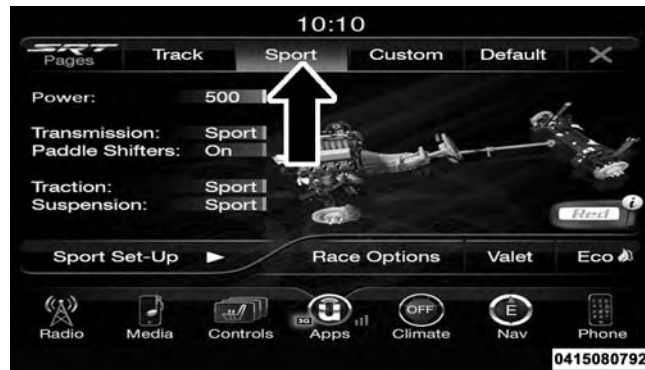 10:10
SRT Pages Track Sport Custom Default
Power: 500
Transmission: Sport
Paddle Shifters: On
Traction: Sport
Suspension: Sport
Red i
Sport Set-Up Race Options Valet Eco
3G OFF E
Radio Media Controls Apps Climate Nav Phone
0415080792